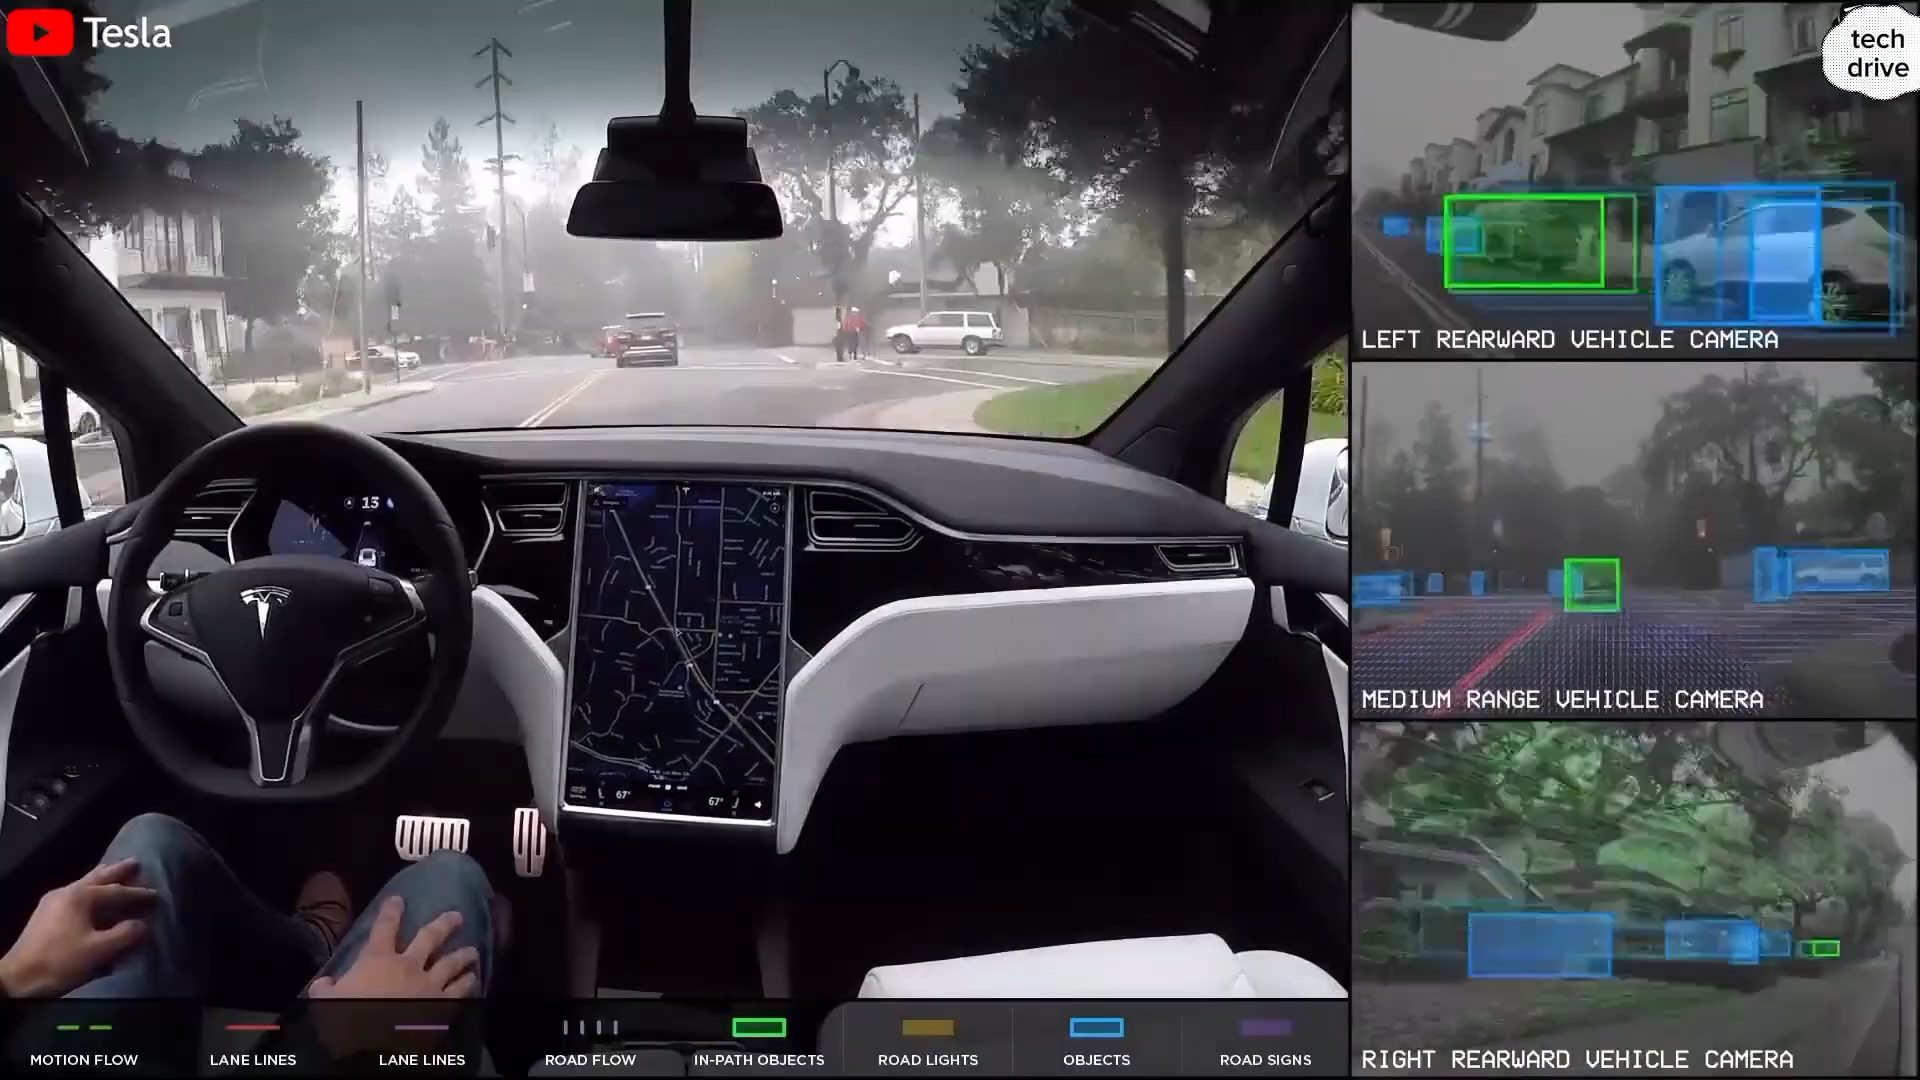 Tesla
tech
drive
LEFT REARWARD VEHICLE CAMERA
13
MEDIUM RANGE VEHICLE CAMERA
67°
67°
RIGHT REARWARD VEHICLE CAMERA
MOTION FLOW
LANE LINES
LANE LINES
ROAD FLOW
IN-PATH OBJECTS
ROAD LIGHTS
OBJECTS
ROAD SIGNS